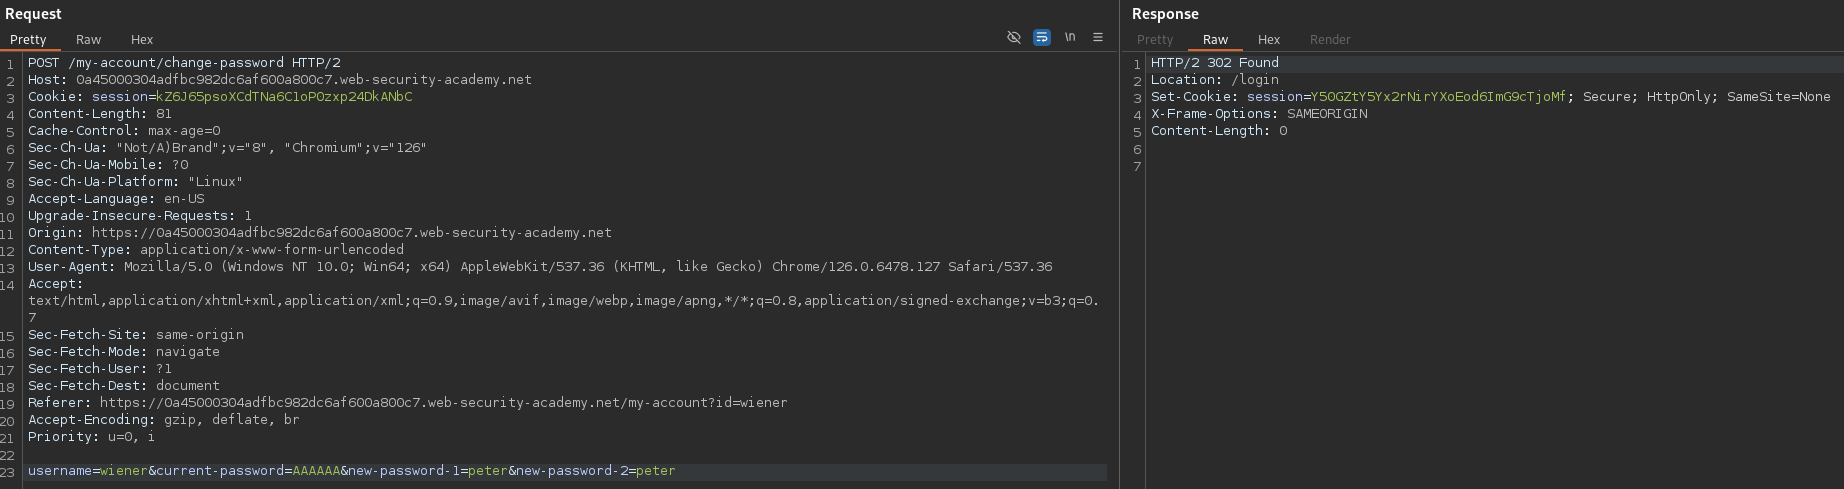 Request
Pretty Raw Hex \n
1 POST /my-account/change-password HTTP/2
2 Host: 0a45000304adfbc982dc6af600a800c7.web-security-academy.net
3 Cookie: session=kZ6J65psoXCdTNa6CloP0zxp24DkANbC
4 Content-Length: 81
5 Cache-Control: max-age=0
6 Sec-Ch-Ua: "Not/A)Brand";v="8", "Chromium";v="126"
7 Sec-Ch-Ua-Mobile: ?0
8 Sec-Ch-Ua-Platform: "Linux"
9 Accept-Language: en-US
10 Upgrade-Insecure-Requests: 1
11 Origin: https://0a45000304adfbc982dc6af600a800c7.web-security-academy.net
12 Content-Type: application/x-www-form-urlencoded
13 User-Agent: Mozilla/5.0 (Windows NT 10.0; Win64; x64) AppleWebKit/537.36 (KHTML, like Gecko) Chrome/126.0.6478.127 Safari/537.36
14 Accept:
text/html,application/xhtml+xml,application/xml;q=0.9,image/avif,image/webp,image/apng,*/*;q=0.8,application/signed-exchange;v=b3;q=0.
7
15 Sec-Fetch-Site: same-origin
16 Sec-Fetch-Mode: navigate
17 Sec-Fetch-User: ?1
18 Sec-Fetch-Dest: document
19 Referer: https://0a45000304adfbc982dc6af600a800c7.web-security-academy.net/my-account?id=wiener
20 Accept-Encoding: gzip, deflate, br
21 Priority: u=0, i
22
23 username=wiener&current-password=AAAAAA&new-password-1=peter&new-password-2=peter
Response
Pretty Raw Hex Render
1 HTTP/2 302 Found
2 Location: /login
3 Set-Cookie: session=Y50GZtY5Yx2rNirYXoEod6ImG9cTjoMf; Secure; HttpOnly; SameSite=None
4 X-Frame-Options: SAMEORIGIN
5 Content-Length: 0
6
7